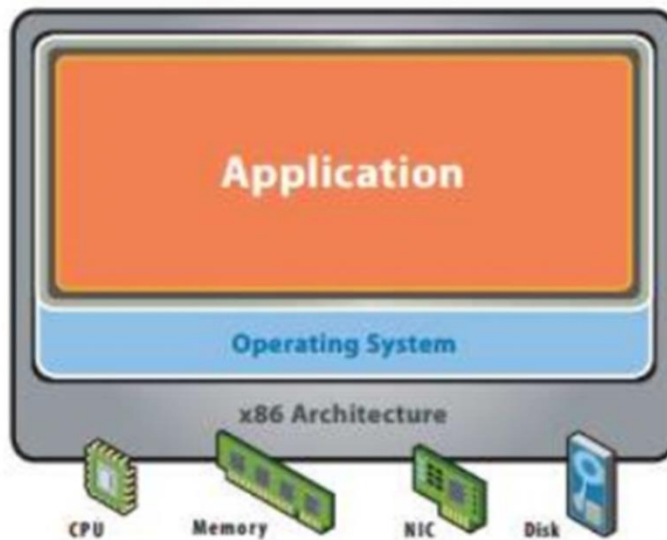 Application
Operating System
x86 Architecture
CPU Memory NIC Disk